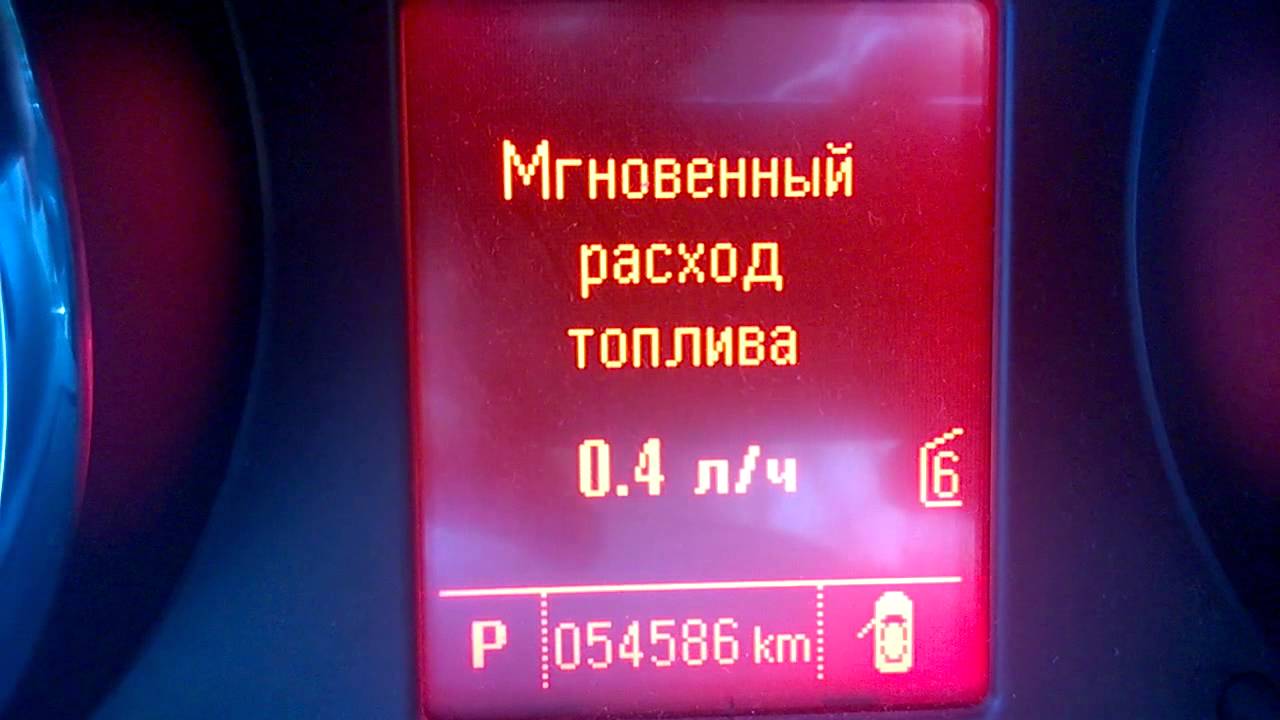 Мгновенный
расход
топлива
0.4 л/ч
6
P 054586 km